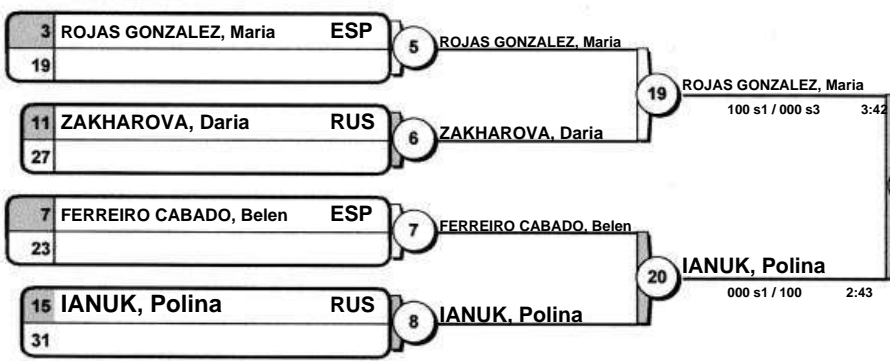 3 ROJAS GONZALEZ, Maria ESP
19
5 ROJAS GONZALEZ, Maria
11 ZAKHAROVA, Daria RUS
27
6 ZAKHAROVA, Daria
19 ROJAS GONZALEZ, Maria
100 s1 / 000 s3 3:42
7 FERREIRO CABADO, Belen ESP
23
7 FERREIRO CABADO, Belen
15 IANUK, Polina RUS
31
8 IANUK, Polina
20 IANUK, Polina
000 s1 / 100 2:43